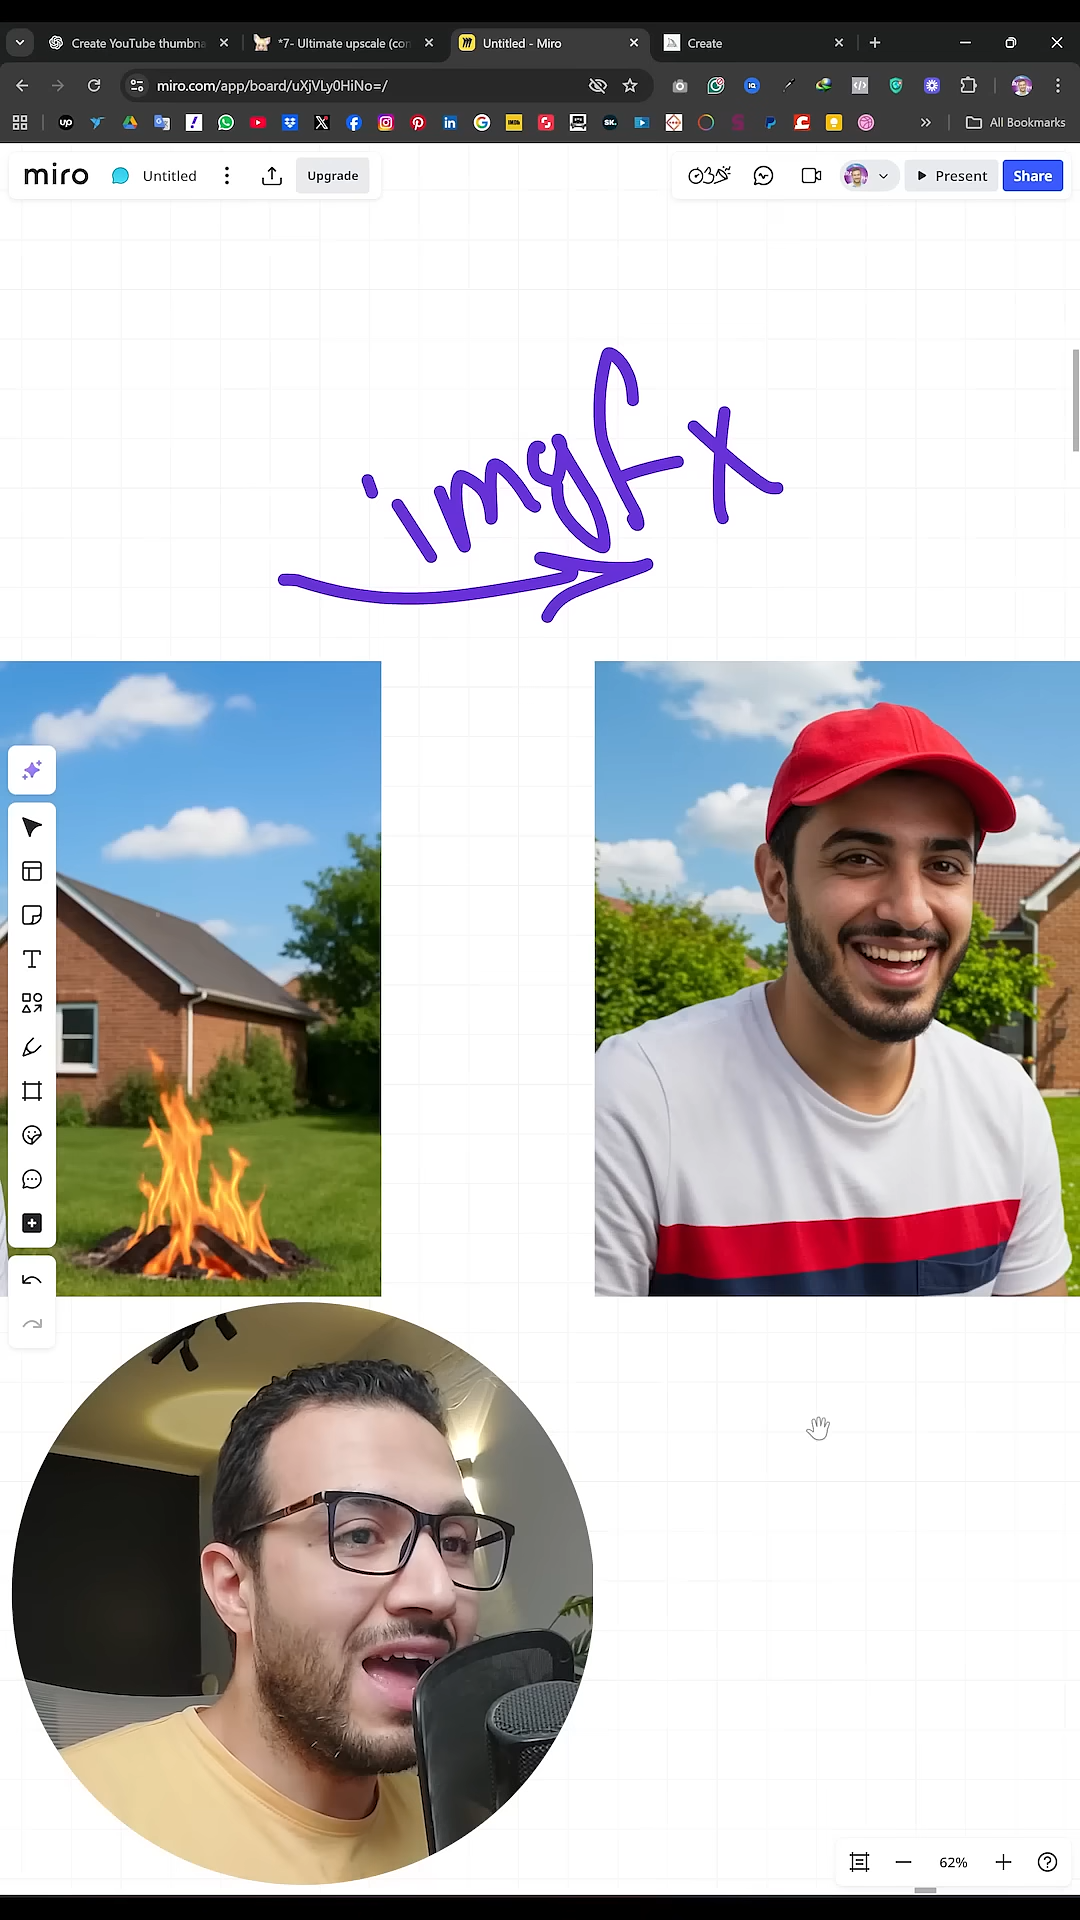 Create YouTube thumbna
*7- Ultimate upscale (con
Untitled - Miro
Create
miro.com/app/board/uXjVLy0HiNo=/
All Bookmarks
miro
Untitled
Upgrade
Present
Share
imgfx
62%